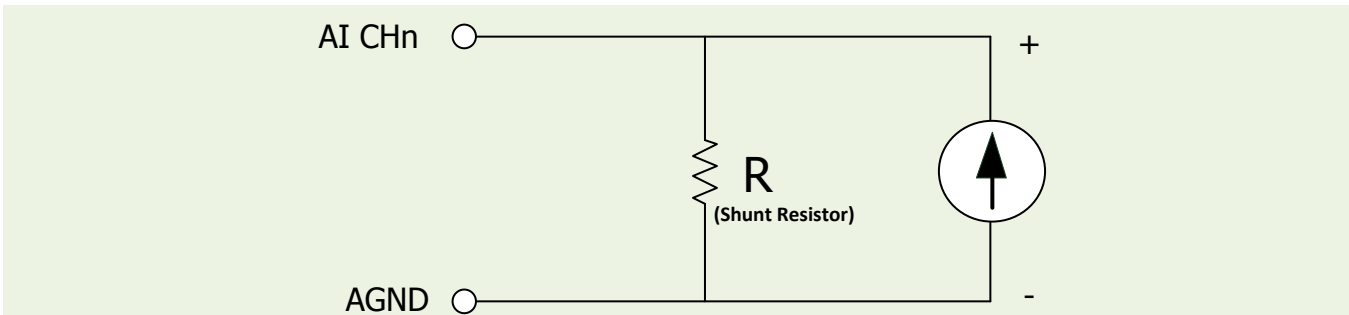 AI CHn
+
R
(Shunt Resistor)
AGND
-